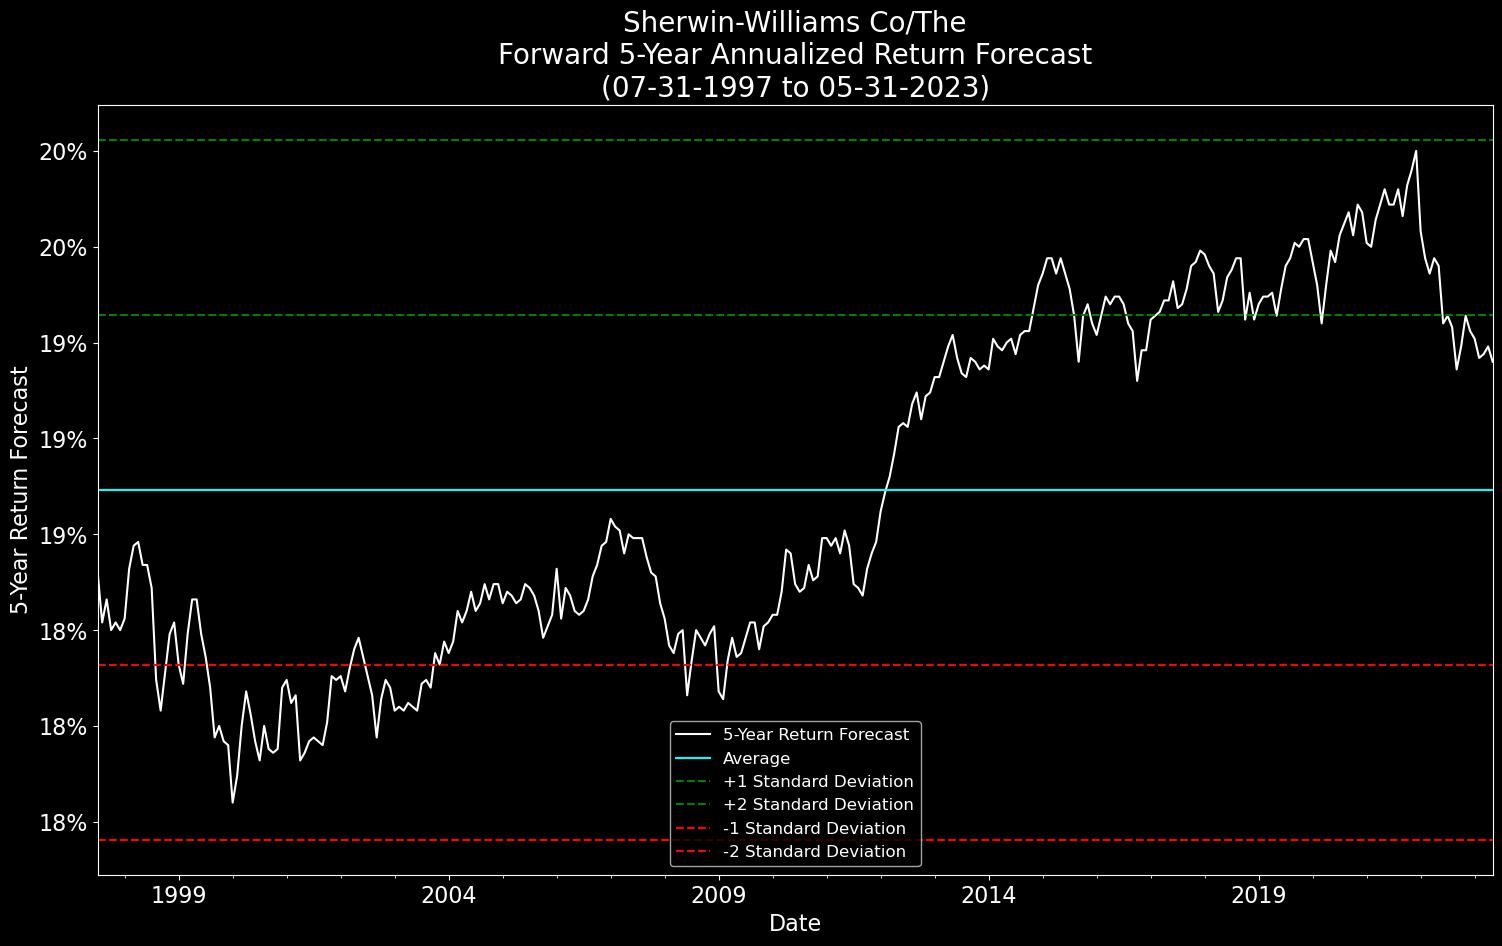 Sherwin-Williams Co/The
Forward 5-Year Annualized Return Forecast
(07-31-1997 to 05-31-2023)
5-Year Return Forecast
20%
20%
19%
19%
19%
18%
18%
18%
5-Year Return Forecast
Average
+1 Standard Deviation
+2 Standard Deviation
-1 Standard Deviation
-2 Standard Deviation
1999
2004
2009
2014
2019
Date